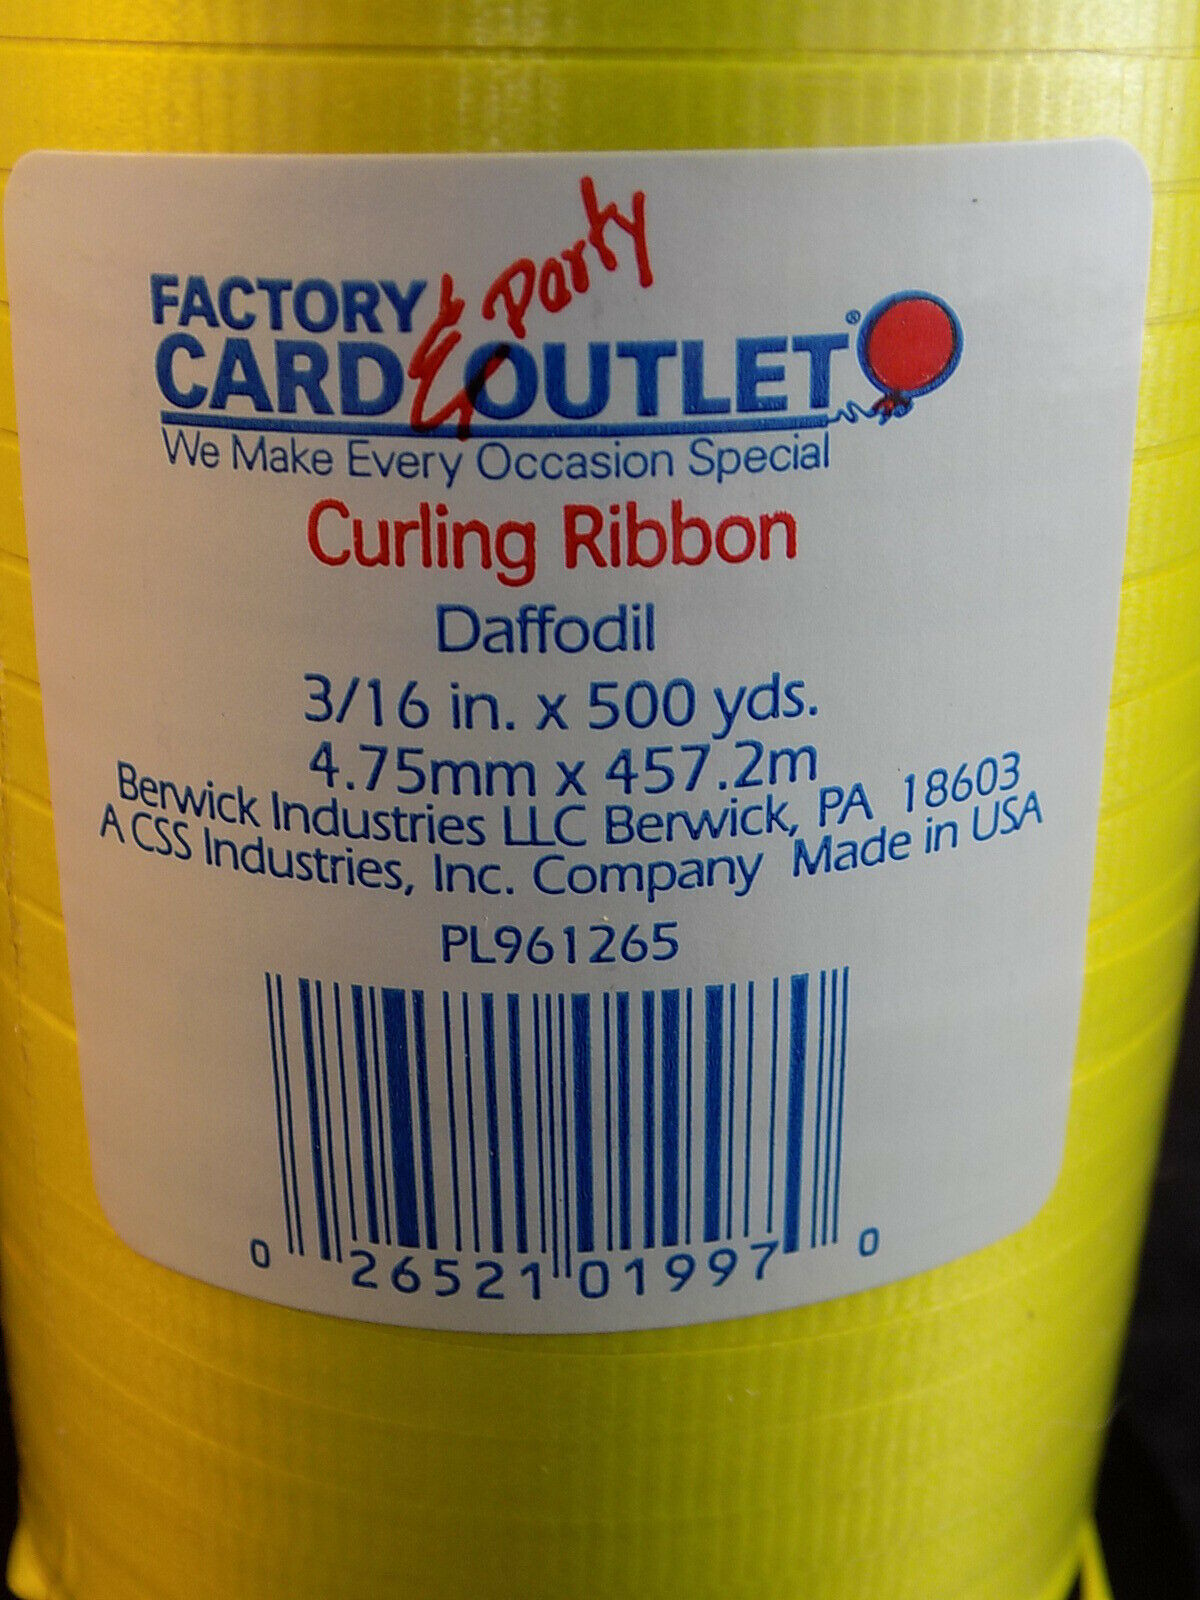 FACTORY
CARD & Party OUTLET®
We Make Every Occasion Special
Curling Ribbon
Daffodil
3/16 in. x 500 yds.
4.75mm x 457.2m
Berwick Industries LLC Berwick, PA 18603
A CSS Industries, Inc. Company Made in USA
PL961265
0 26521 01997 0